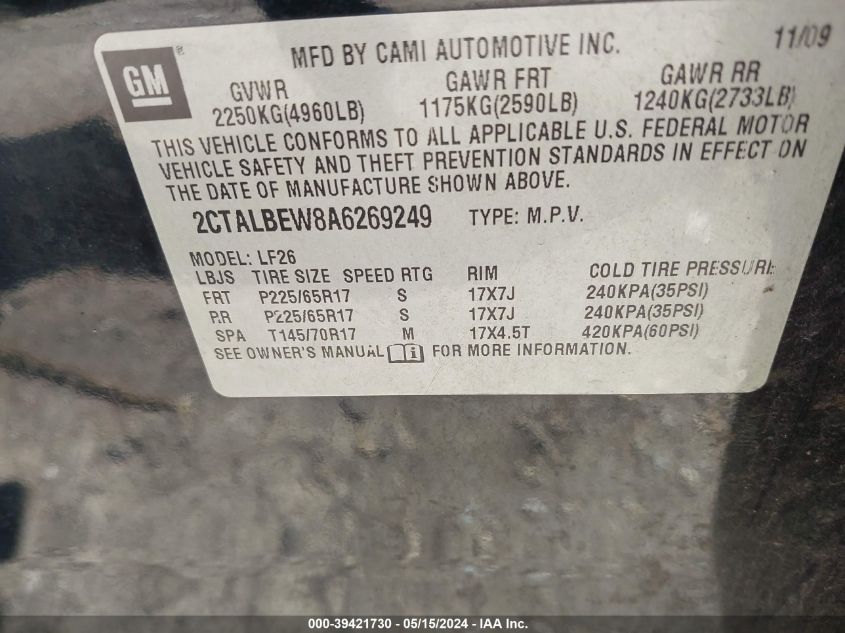 GM ®
MFD BY CAMI AUTOMOTIVE INC. 11/09
GVWR GAWR FRT GAWR RR
2250KG(4960LB) 1175KG(2590LB) 1240KG(2733LB)
THIS VEHICLE CONFORMS TO ALL APPLICABLE U.S. FEDERAL MOTOR
VEHICLE SAFETY AND THEFT PREVENTION STANDARDS IN EFFECT ON
THE DATE OF MANUFACTURE SHOWN ABOVE.
2CTALBEW8A6269249 TYPE: M.P.V.
MODEL: LF26
LBJS TIRE SIZE SPEED RTG RIM COLD TIRE PRESSURE
FRT P225/65R17 S 17X7J 240KPA(35PSI)
RR P225/65R17 S 17X7J 240KPA(35PSI)
SPA T145/70R17 M 17X4.5T 420KPA(60PSI)
SEE OWNER'S MANUAL FOR MORE INFORMATION.
000-39421730 - 05/15/2024 - IAA Inc.